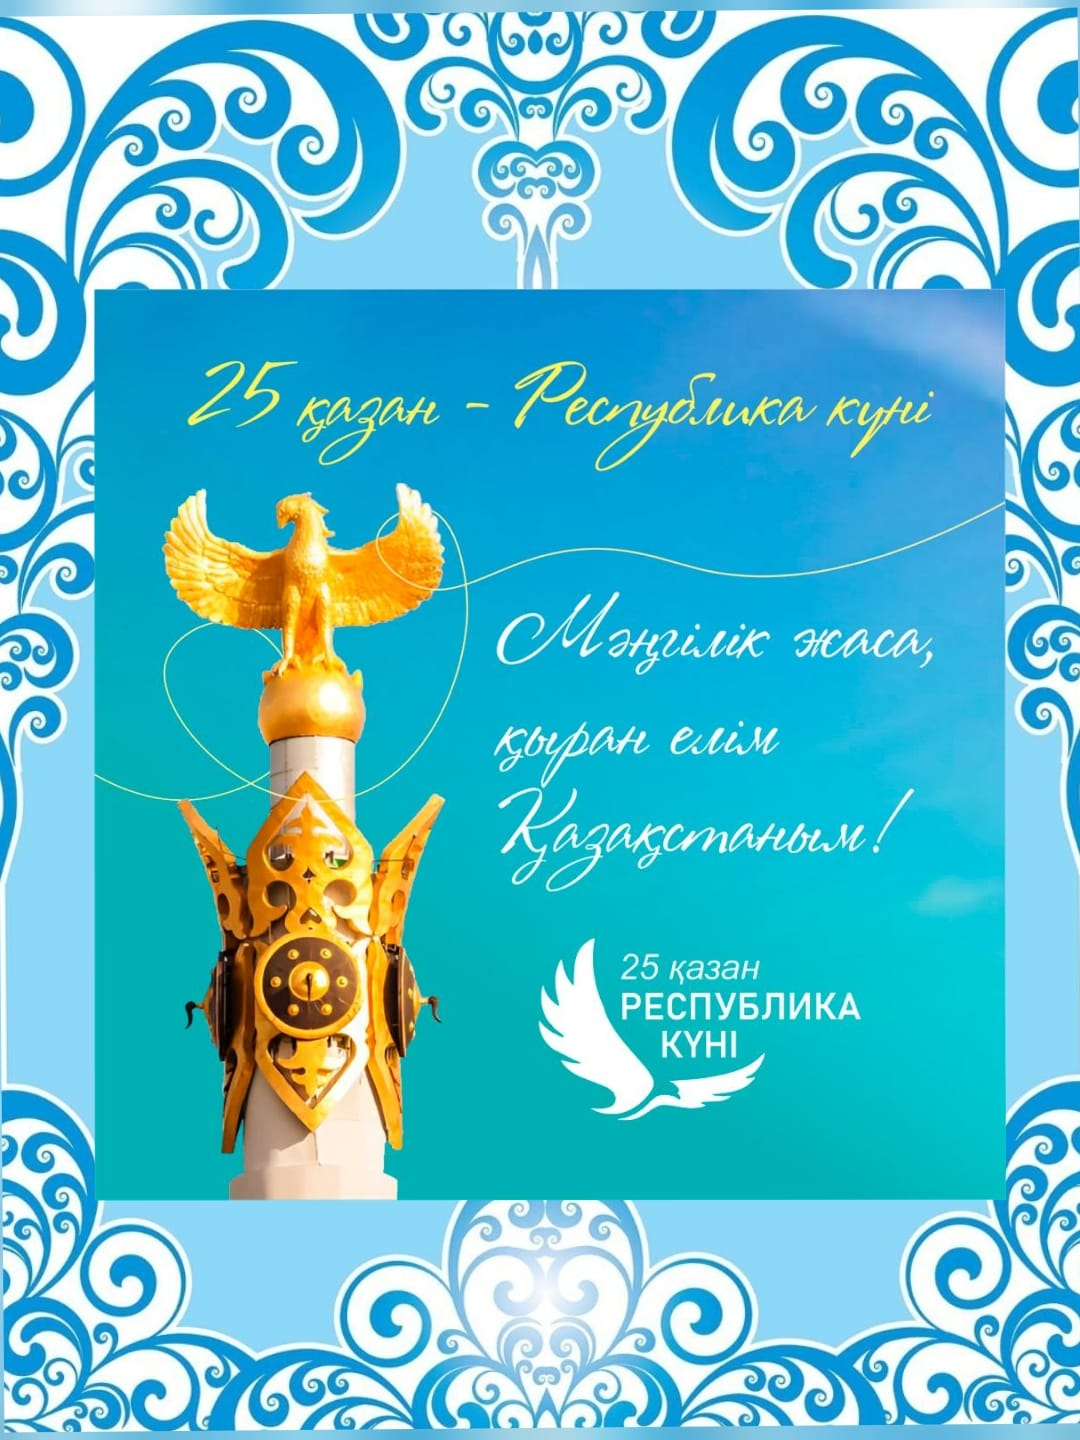 25 қазан - Республика күні
Мәңгілік жаса,
қыран елім
Қазақстаным!
25 қазан
РЕСПУБЛИКА
КҮНІ